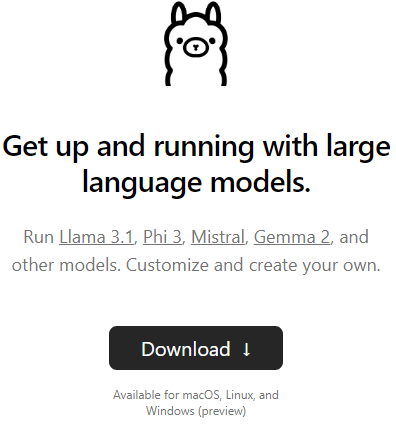 Get up and running with large
language models.
Run Llama 3.1, Phi 3, Mistral, Gemma 2, and
other models. Customize and create your own.
Download ↓
Available for macOS, Linux, and
Windows (preview)